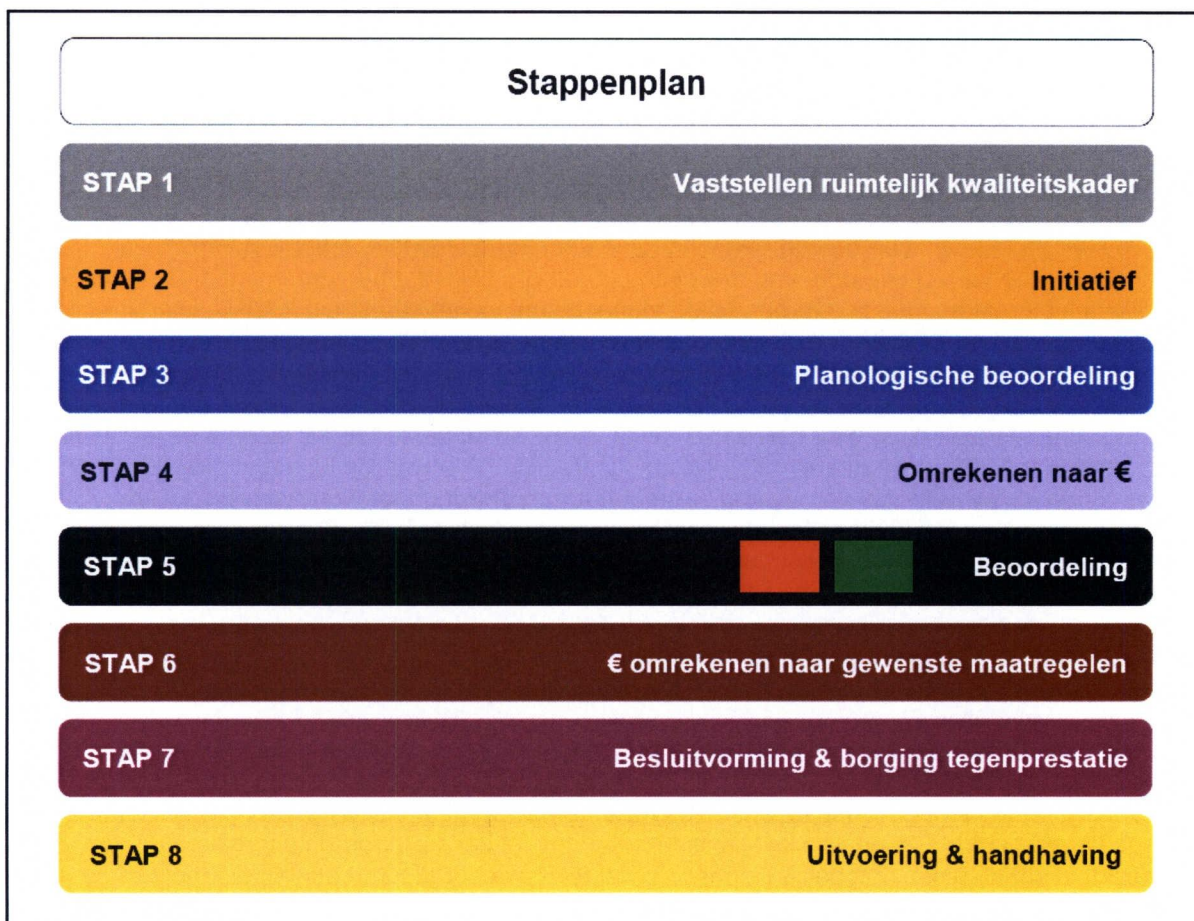 Stappenplan
STAP 1 Vaststellen ruimtelijk kwaliteitskader
STAP 2 Initiatief
STAP 3 Planologische beoordeling
STAP 4 Omrekenen naar €
STAP 5 Beoordeling
STAP 6 € omrekenen naar gewenste maatregelen
STAP 7 Besluitvorming & borging tegenprestatie
STAP 8 Uitvoering & handhaving